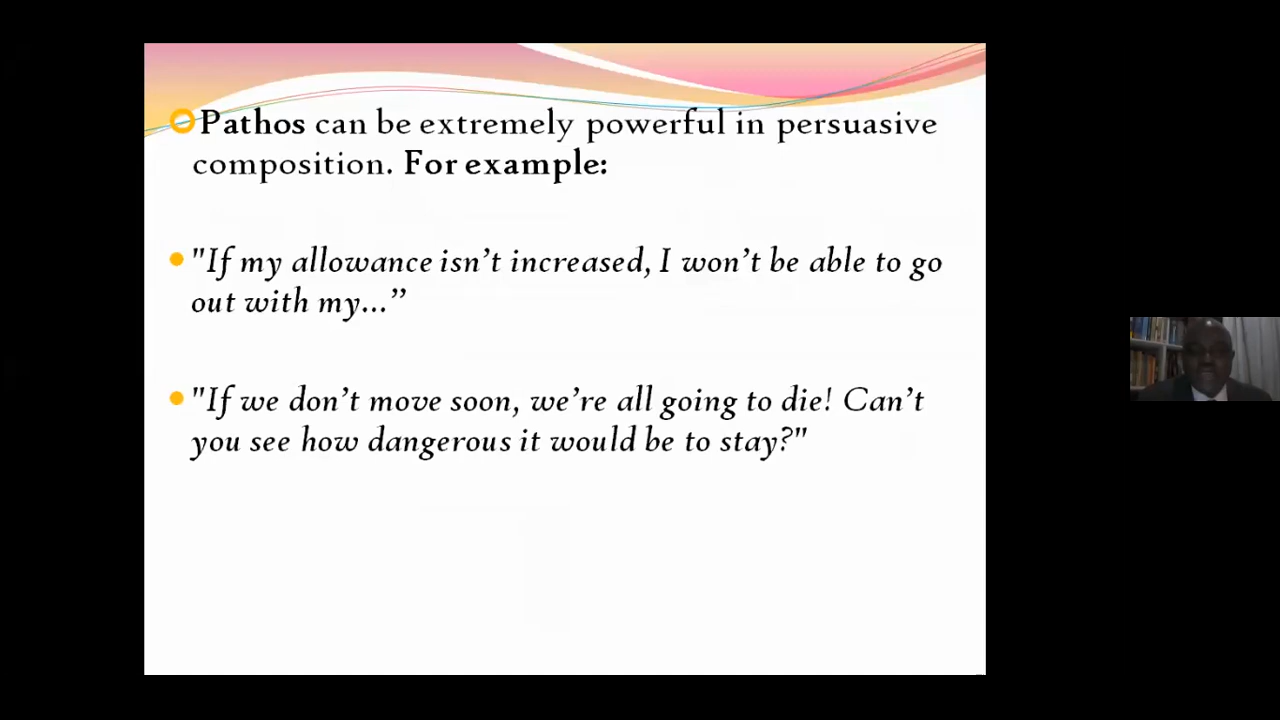 Pathos can be extremely powerful in persuasive
composition. For example:
"If my allowance isn’t increased, I won’t be able to go
out with my...”
"If we don’t move soon, we’re all going to die! Can’t
you see how dangerous it would be to stay?"